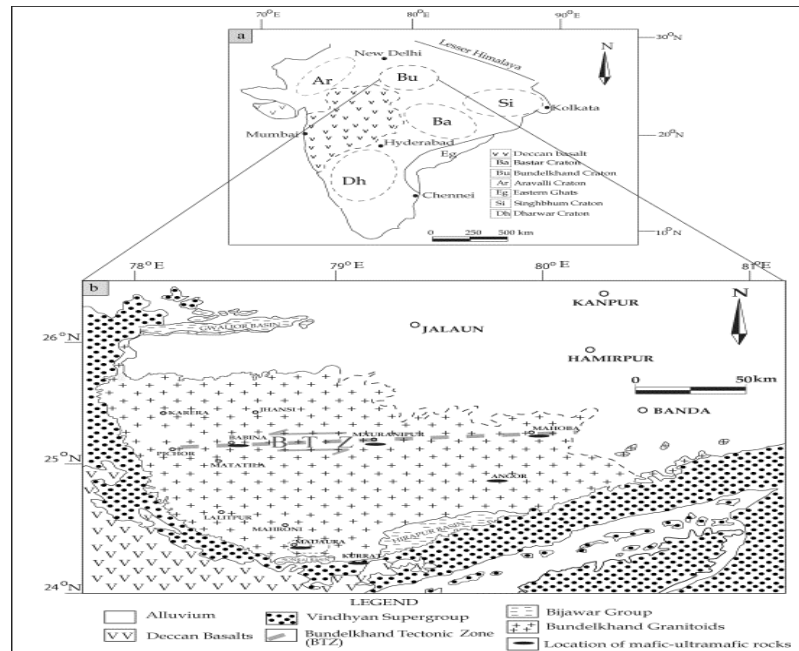 70°E 80°E 90°E
a
30°N
New Delhi
Lesser Himalaya
N
Ar
Bu
Si
Kolkata
Ba
20°N
Mumbai
Hyderabad
Eg
Dh
Chennei
V V Deccan Basalt
Ba Bastar Craton
Bu Bundelkhand Craton
Ar Aravalli Craton
Eg Eastern Ghats
Si Singhbhum Craton
Dh Dharwar Craton
0 250 500 km
10°N
78°E 79°E 80°E 81°E
b
N
KANPUR
GWALIOR BASIN
JALAUN
26°N
HAMIRPUR
0 50km
KARERA
JHANSI
BANDA
BABINA
B T Z
MAURANIPUR
MAHOBA
PICHOR
25°N
MATATILA
ANGOR
LALITPUR
MAHRONI
HIRAPUR BASIN
MADAURA
KURRAT
24°N
LEGEND
Alluvium
Vindhyan Supergroup
Bijawar Group
Deccan Basalts
Bundelkhand Tectonic Zone
(BTZ)
Bundelkhand Granitoids
Location of mafic-ultramafic rocks